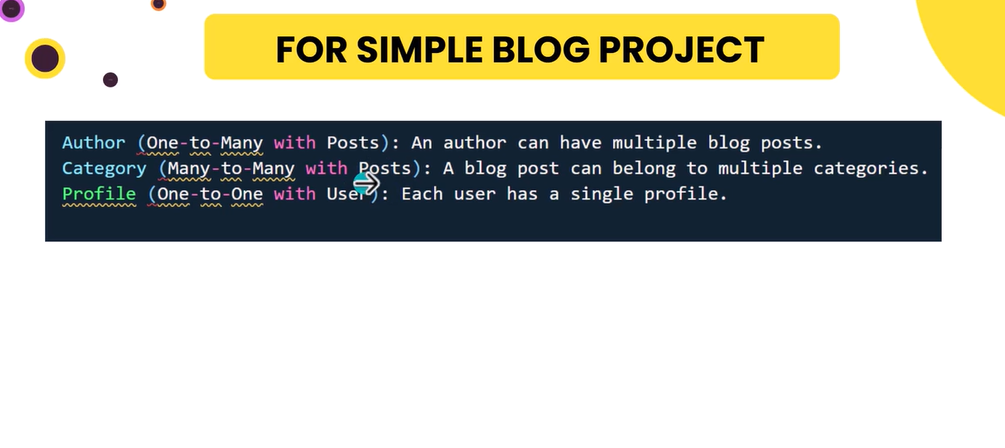 FOR SIMPLE BLOG PROJECT
Author (One-to-Many with Posts): An author can have multiple blog posts.
Category (Many-to-Many with Posts): A blog post can belong to multiple categories.
Profile (One-to-One with User): Each user has a single profile.